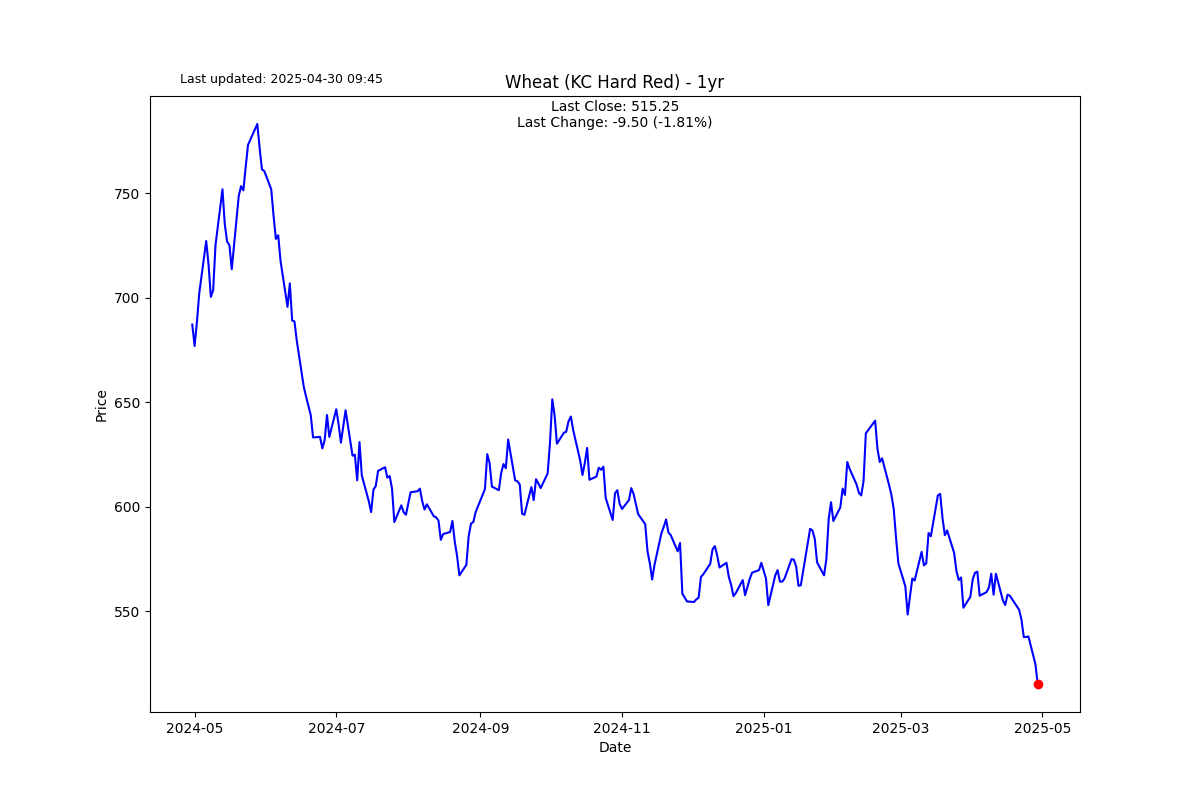 Last updated: 2025-04-30 09:45
Wheat (KC Hard Red) - 1yr
Last Close: 515.25
Last Change: -9.50 (-1.81%)
Price
750
700
650
600
550
2024-05
2024-07
2024-09
2024-11
2025-01
2025-03
2025-05
Date